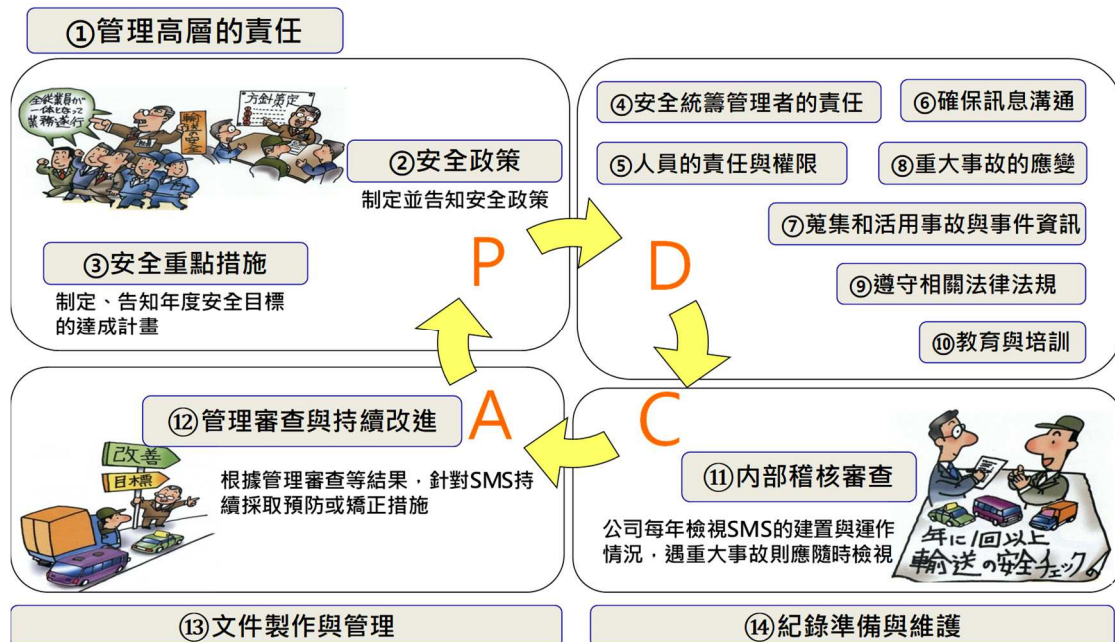 ①管理高層的責任
全従業員が
一体となって
業務遂行
輸送の安全
方針策定
②安全政策
制定並告知安全政策
③安全重點措施
制定、告知年度安全目標
的達成計畫
P
④安全統籌管理者的責任
⑥確保訊息溝通
⑤人員的責任與權限
⑧重大事故的應變
⑦蒐集和活用事故與事件資訊
⑨遵守相關法律法規
⑩教育與培訓
D
⑫管理審查與持續改進
A
改善
目標
根據管理審查等結果，針對SMS持
續採取預防或矯正措施
C
⑪內部稽核審查
公司每年檢視SMS的建置與運作
情況，遇重大事故則應隨時檢視
年に1回以上
輸送の安全チェック
⑬文件製作與管理
⑭紀錄準備與維護